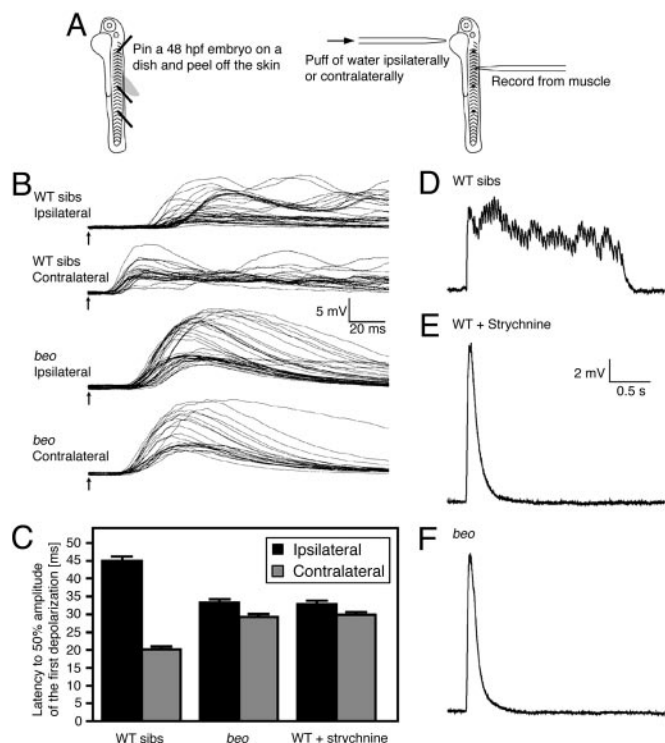 A
Pin a 48 hpf embryo on a
dish and peel off the skin
Puff of water ipsilaterally
or contralaterally
Record from muscle
B
WT sibs
Ipsilateral
WT sibs
Contralateral
5 mV
20 ms
beo
Ipsilateral
beo
Contralateral
C
Latency to 50% amplitude
of the first depolarization [ms]
50
45
40
35
30
25
20
15
10
5
0
Ipsilateral
Contralateral
WT sibs
beo
WT + strychnine
D
WT sibs
E
WT + Strychnine
2 mV
0.5 s
F
beo